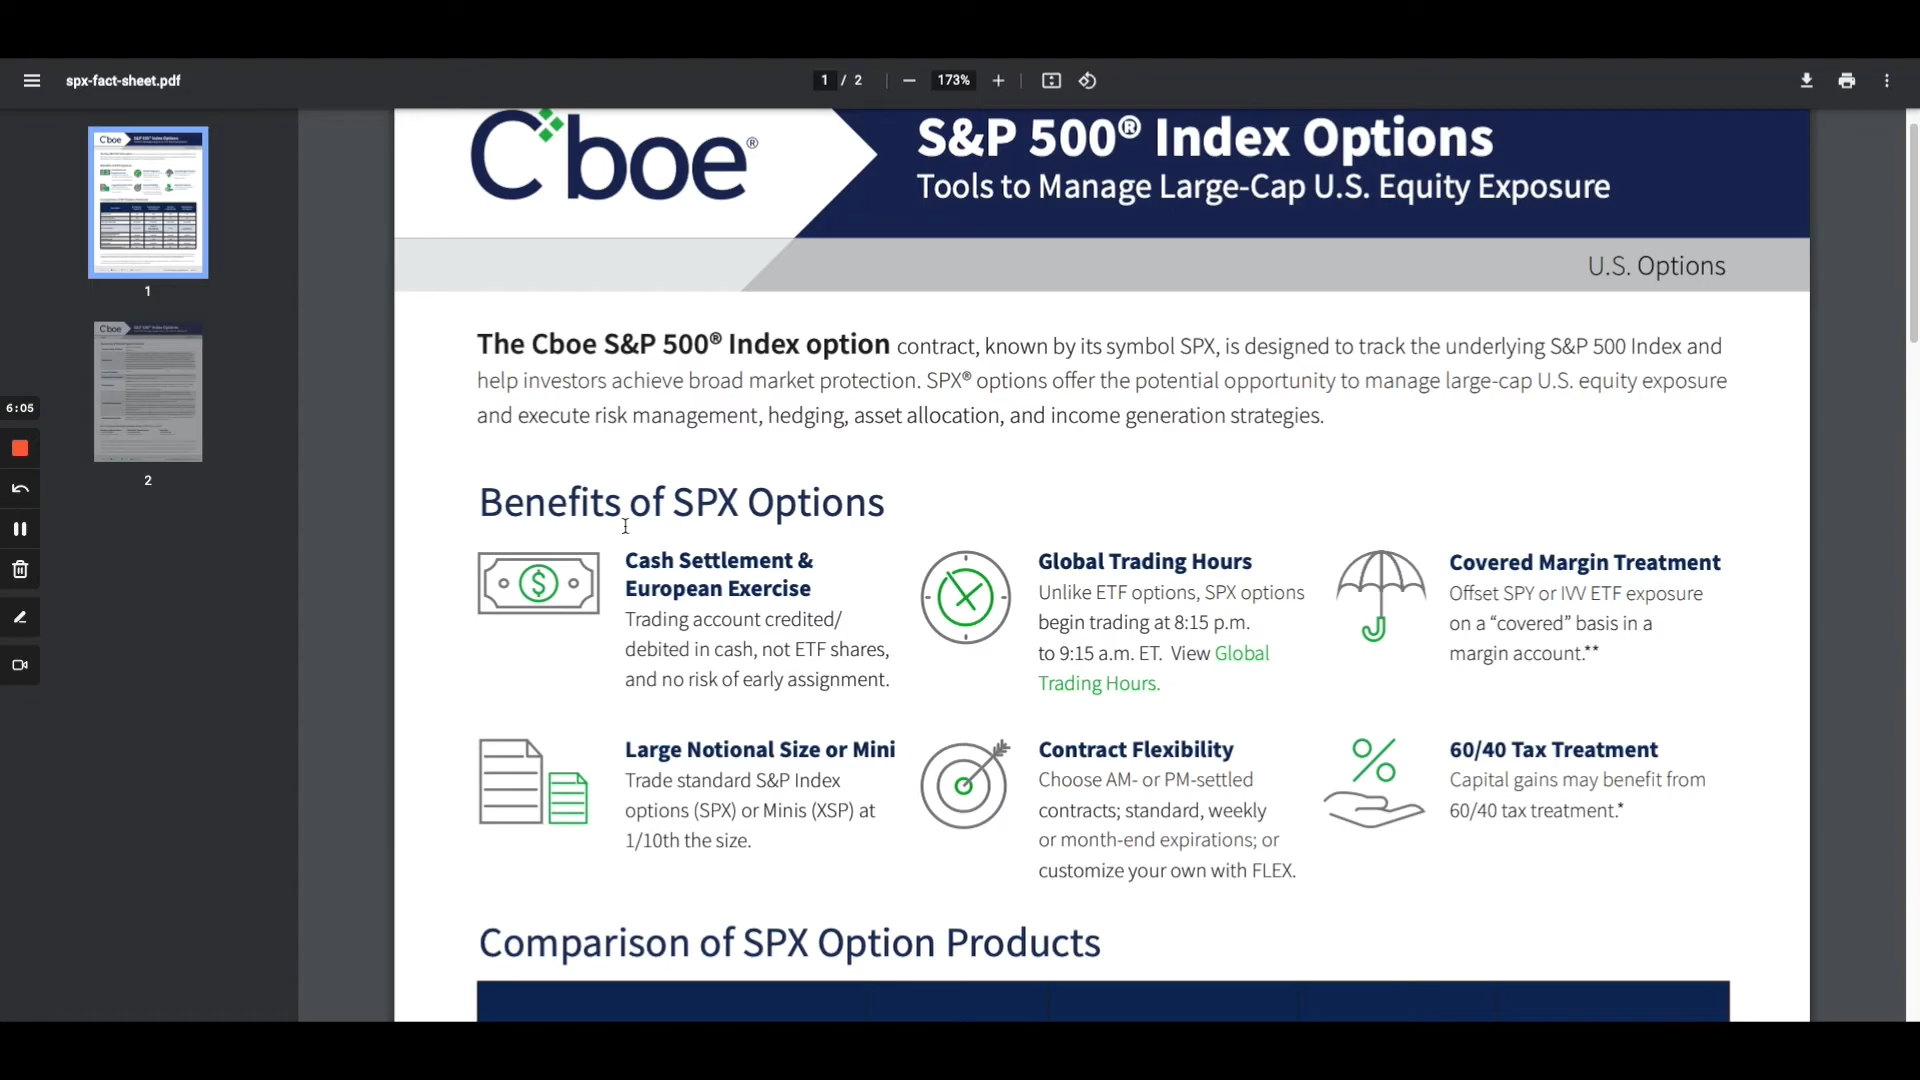 spx-fact-sheet.pdf
1 / 2
173%
Cboe®
S&P 500® Index Options
Tools to Manage Large-Cap U.S. Equity Exposure
U.S. Options
1
2
6:05
The Cboe S&P 500® Index option contract, known by its symbol SPX, is designed to track the underlying S&P 500 Index and
help investors achieve broad market protection. SPX® options offer the potential opportunity to manage large-cap U.S. equity exposure
and execute risk management, hedging, asset allocation, and income generation strategies.
Benefits of SPX Options
Cash Settlement &
European Exercise
Trading account credited/
debited in cash, not ETF shares,
and no risk of early assignment.
Global Trading Hours
Unlike ETF options, SPX options
begin trading at 8:15 p.m.
to 9:15 a.m. ET. View Global
Trading Hours.
Covered Margin Treatment
Offset SPY or IVV ETF exposure
on a “covered” basis in a
margin account.**
Large Notional Size or Mini
Trade standard S&P Index
options (SPX) or Minis (XSP) at
1/10th the size.
Contract Flexibility
Choose AM- or PM-settled
contracts; standard, weekly
or month-end expirations; or
customize your own with FLEX.
60/40 Tax Treatment
Capital gains may benefit from
60/40 tax treatment.*
Comparison of SPX Option Products